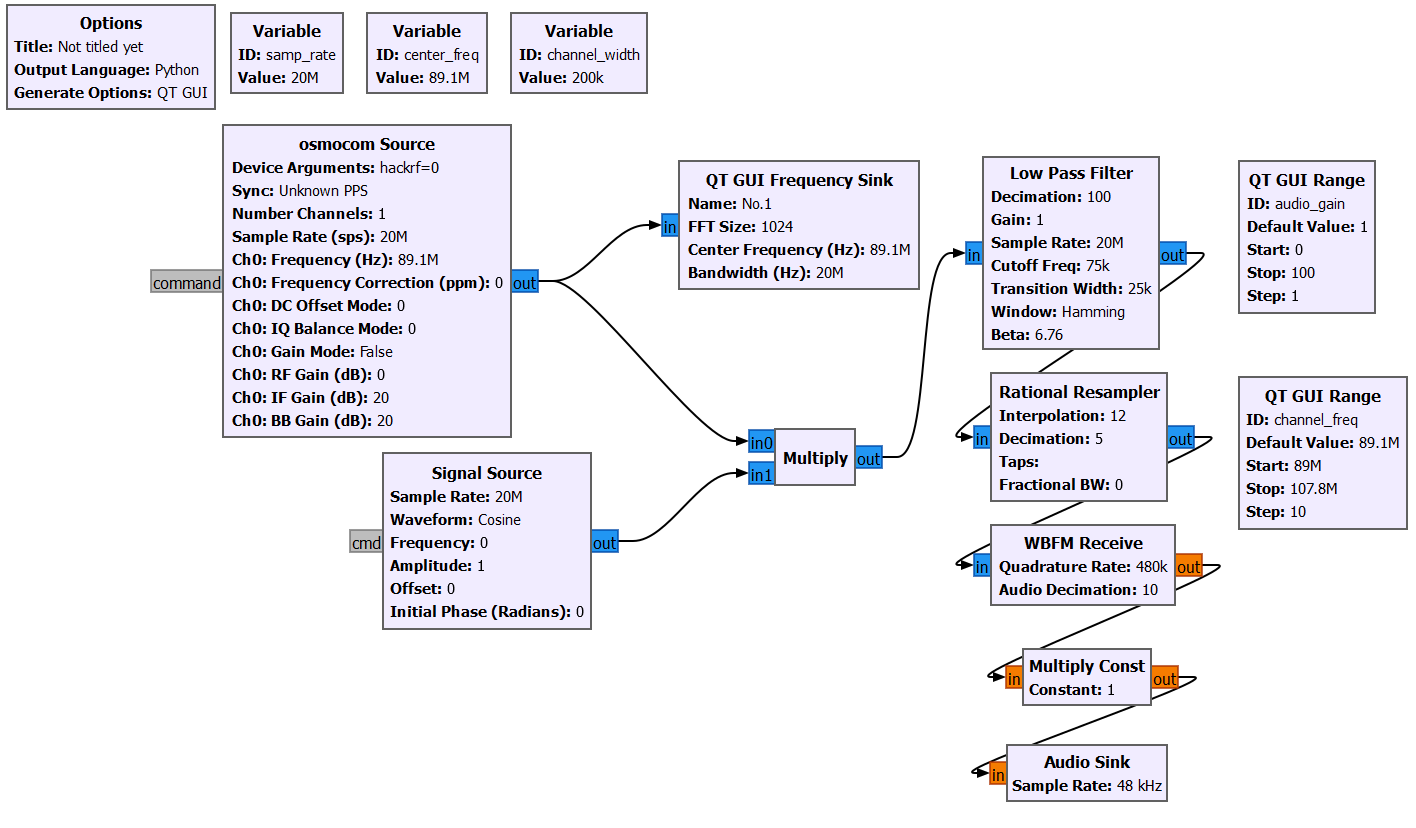 Options
Title: Not titled yet
Output Language: Python
Generate Options: QT GUI
Variable
ID: samp_rate
Value: 20M
Variable
ID: center_freq
Value: 89.1M
Variable
ID: channel_width
Value: 200k
osmocom Source
Device Arguments: hackrf=0
Sync: Unknown PPS
Number Channels: 1
Sample Rate (sps): 20M
Ch0: Frequency (Hz): 89.1M
Ch0: Frequency Correction (ppm): 0
Ch0: DC Offset Mode: 0
Ch0: IQ Balance Mode: 0
Ch0: Gain Mode: False
Ch0: RF Gain (dB): 0
Ch0: IF Gain (dB): 20
Ch0: BB Gain (dB): 20
command
out
in
QT GUI Frequency Sink
Name: No.1
FFT Size: 1024
Center Frequency (Hz): 89.1M
Bandwidth (Hz): 20M
Signal Source
Sample Rate: 20M
Waveform: Cosine
Frequency: 0
Amplitude: 1
Offset: 0
Initial Phase (Radians): 0
cmd
out
in0
in1
Multiply
out
in
Low Pass Filter
Decimation: 100
Gain: 1
Sample Rate: 20M
Cutoff Freq: 75k
Transition Width: 25k
Window: Hamming
Beta: 6.76
out
in
Rational Resampler
Interpolation: 12
Decimation: 5
Taps:
Fractional BW: 0
out
in
WBFM Receive
Quadrature Rate: 480k
Audio Decimation: 10
out
in
Multiply Const
Constant: 1
out
in
Audio Sink
Sample Rate: 48 kHz
QT GUI Range
ID: audio_gain
Default Value: 1
Start: 0
Stop: 100
Step: 1
QT GUI Range
ID: channel_freq
Default Value: 89.1M
Start: 89M
Stop: 107.8M
Step: 10